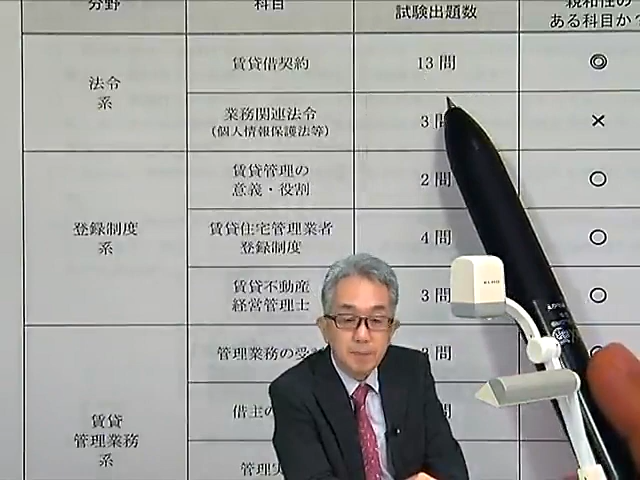 分野 科目 試験出題数 親和性の
ある科目か?
法令
系
賃貸借契約 13問 ◎
業務関連法令
(個人情報保護法等)
3問 ×
登録制度
系
賃貸管理の
意義・役割
2問 ○
賃貸住宅管理業者
登録制度
4問 ○
賃貸不動産
経営管理士
3問 ○
賃貸
管理業務
系
管理業務の受 問
借主の 問
管理